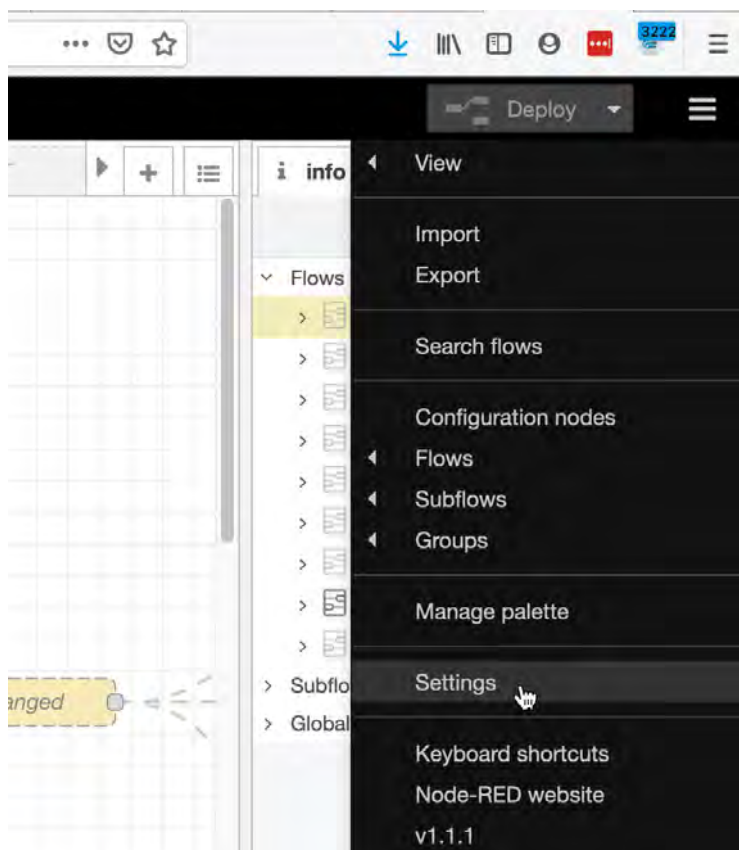 3222
Deploy
i info
View
Import
Export
Flows
Search flows
Configuration nodes
Flows
Subflows
Groups
Manage palette
Settings
anged
Subflo
Global
Keyboard shortcuts
Node-RED website
v1.1.1